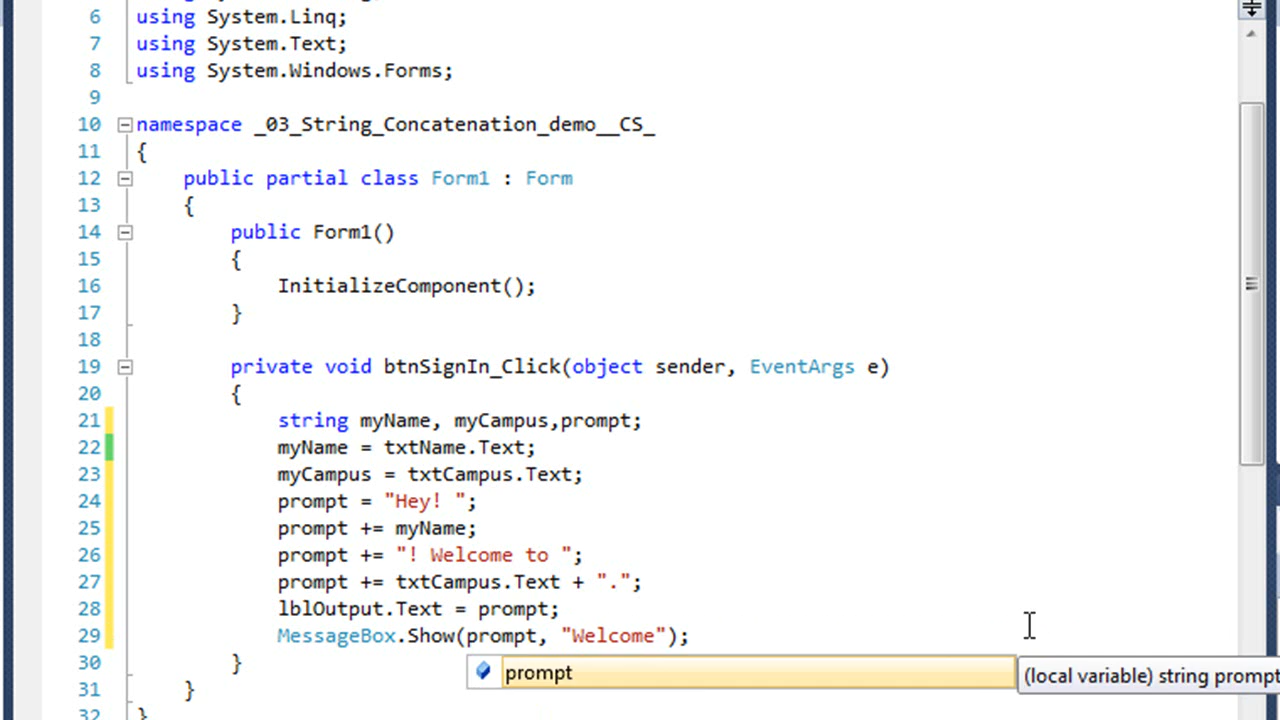 6 using System.Linq;
7 using System.Text;
8 using System.Windows.Forms;
9
10 namespace _03_String_Concatenation_demo__CS_
11 {
12 public partial class Form1 : Form
13 {
14 public Form1()
15 {
16 InitializeComponent();
17 }
18
19 private void btnSignIn_Click(object sender, EventArgs e)
20 {
21 string myName, myCampus,prompt;
22 myName = txtName.Text;
23 myCampus = txtCampus.Text;
24 prompt = "Hey! ";
25 prompt += myName;
26 prompt += "! Welcome to ";
27 prompt += txtCampus.Text + ".";
28 lblOutput.Text = prompt;
29 MessageBox.Show(prompt, "Welcome");
30 }
prompt (local variable) string prompt
31 }
32 }